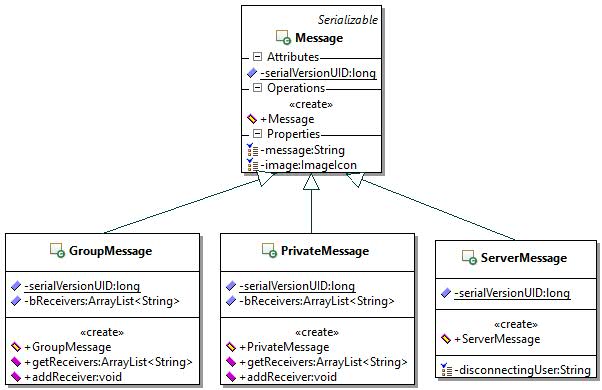 Serializable
Message
Attributes
-serialVersionUID:long
Operations
«create»
+Message
Properties
-message:String
-image:ImageIcon
GroupMessage
-serialVersionUID:long
-bReceivers:ArrayList<String>
«create»
+GroupMessage
+getReceivers:ArrayList<String>
+addReceiver:void
PrivateMessage
-serialVersionUID:long
-bReceivers:ArrayList<String>
«create»
+PrivateMessage
+getReceivers:ArrayList<String>
+addReceiver:void
ServerMessage
-serialVersionUID:long
«create»
+ServerMessage
-disconnectingUser:String